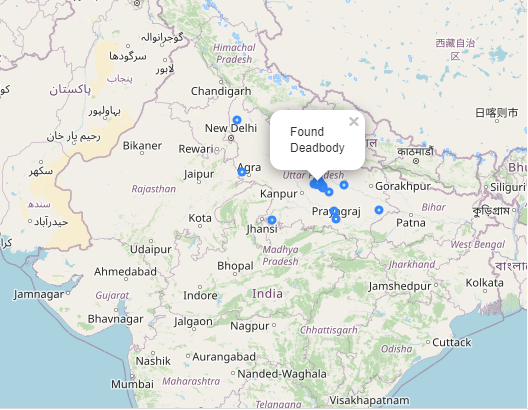 گوجرانوالہ
Himachal
Pradesh
西藏自治
区
سرگودھا
لاہور
پنجاب
Chandigarh
پاکستان
بہاولپور
日喀则市
New Delhi
Found
Deadbody
×
رحیم یار خان
Bikaner
Rewari
काठमाडौँ
سکھر
Jaipur
Agra
Uttar Pradesh
Rajasthan
Kanpur
Gorakhpur
Siliguri
سندھ
Bihar
কুড়িগ্রাম
حیدرآباد
Kota
Prayagraj
Patna
Jhansi
Udaipur
Madhya
Pradesh
West Bengal
Ahmedabad
Bhopal
Jharkhand
Jamnagar
Gujarat
Indore
India
Jamshedpur
Kolkata
Bhavnagar
Jalgaon
Nagpur
Chhattisgarh
Cuttack
Nashik
Aurangabad
Odisha
Mumbai
Maharashtra
Nanded-Waghala
Telangana
Visakhapatnam